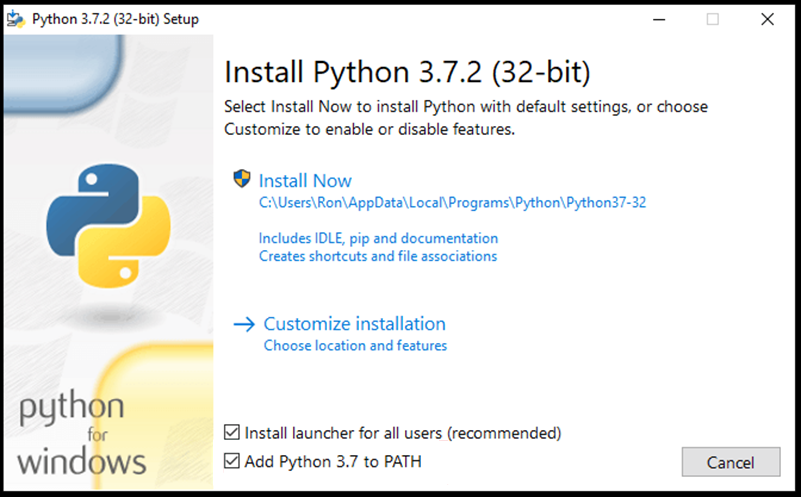 Python 3.7.2 (32-bit) Setup
Install Python 3.7.2 (32-bit)
Select Install Now to install Python with default settings, or choose
Customize to enable or disable features.
Install Now
C:\Users\Ron\AppData\Local\Programs\Python\Python37-32
Includes IDLE, pip and documentation
Creates shortcuts and file associations
Customize installation
Choose location and features
python
for
windows
Install launcher for all users (recommended)
Add Python 3.7 to PATH
Cancel